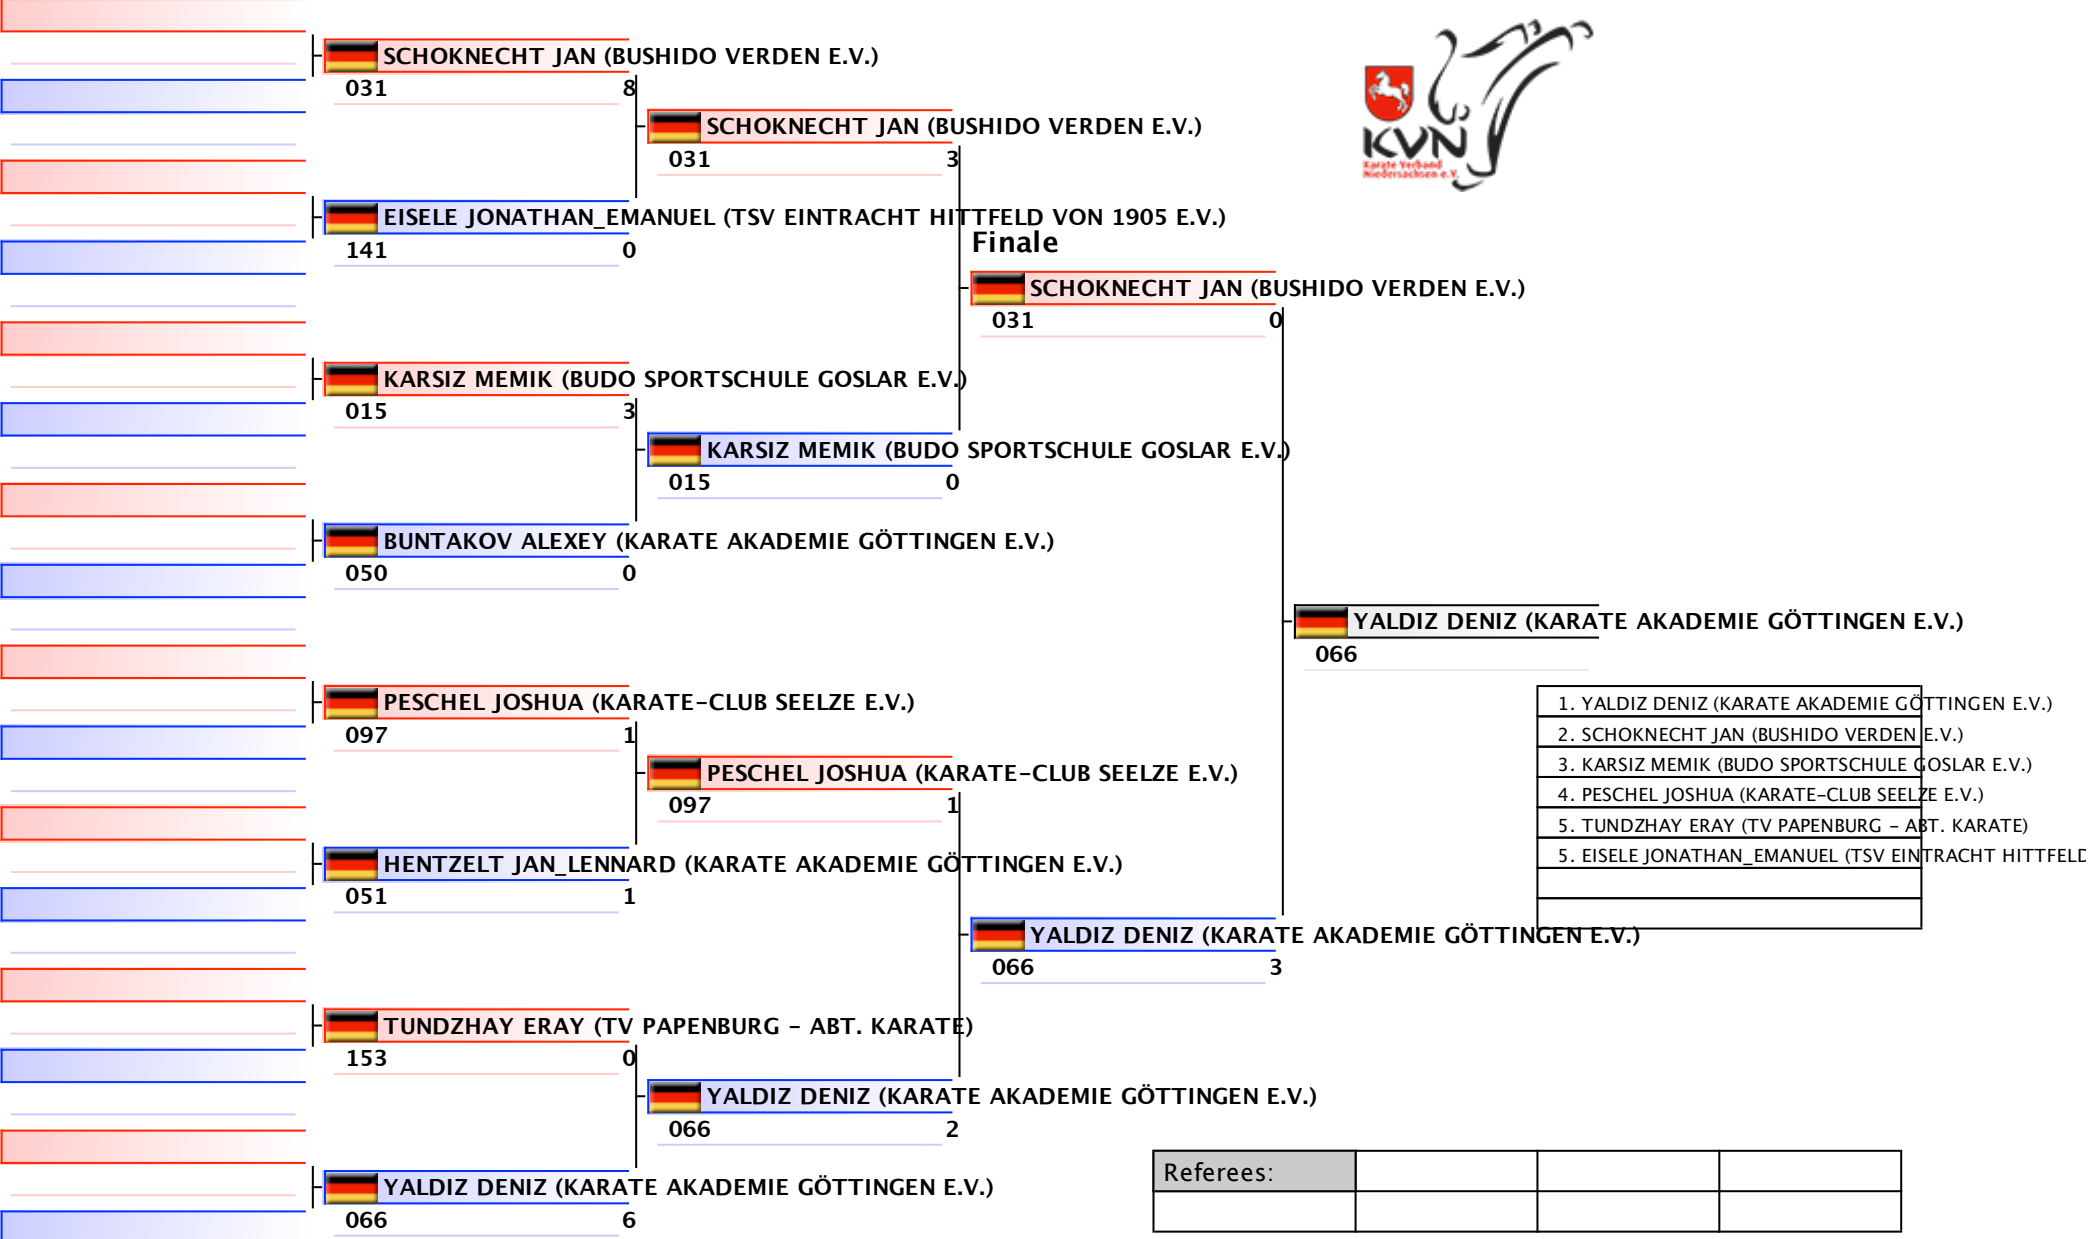 SCHOKNECHT JAN (BUSHIDO VERDEN E.V.)
031 8
EISELE JONATHAN_EMANUEL (TSV EINTRACHT HITTFELD VON 1905 E.V.)
141 0
KARSIZ MEMIK (BUDO SPORTSCHULE GOSLAR E.V.)
015 3
BUNTAKOV ALEXEY (KARATE AKADEMIE GÖTTINGEN E.V.)
050 0
PESCHEL JOSHUA (KARATE-CLUB SEELZE E.V.)
097 1
HENTZELT JAN_LENNARD (KARATE AKADEMIE GÖTTINGEN E.V.)
051 1
TUNDZHAY ERAY (TV PAPENBURG - ABT. KARATE)
153 0
YALDIZ DENIZ (KARATE AKADEMIE GÖTTINGEN E.V.)
066 6
SCHOKNECHT JAN (BUSHIDO VERDEN E.V.)
031 3
KARSIZ MEMIK (BUDO SPORTSCHULE GOSLAR E.V.)
015 0
PESCHEL JOSHUA (KARATE-CLUB SEELZE E.V.)
097 1
YALDIZ DENIZ (KARATE AKADEMIE GÖTTINGEN E.V.)
066 2
Finale
SCHOKNECHT JAN (BUSHIDO VERDEN E.V.)
031 0
YALDIZ DENIZ (KARATE AKADEMIE GÖTTINGEN E.V.)
066 3
KVN
Karate Verband
Niedersachsen e.V.
YALDIZ DENIZ (KARATE AKADEMIE GÖTTINGEN E.V.)
066
1. YALDIZ DENIZ (KARATE AKADEMIE GÖTTINGEN E.V.)
2. SCHOKNECHT JAN (BUSHIDO VERDEN E.V.)
3. KARSIZ MEMIK (BUDO SPORTSCHULE GOSLAR E.V.)
4. PESCHEL JOSHUA (KARATE-CLUB SEELZE E.V.)
5. TUNDZHAY ERAY (TV PAPENBURG - ABT. KARATE)
5. EISELE JONATHAN_EMANUEL (TSV EINTRACHT HITTFELD
Referees: